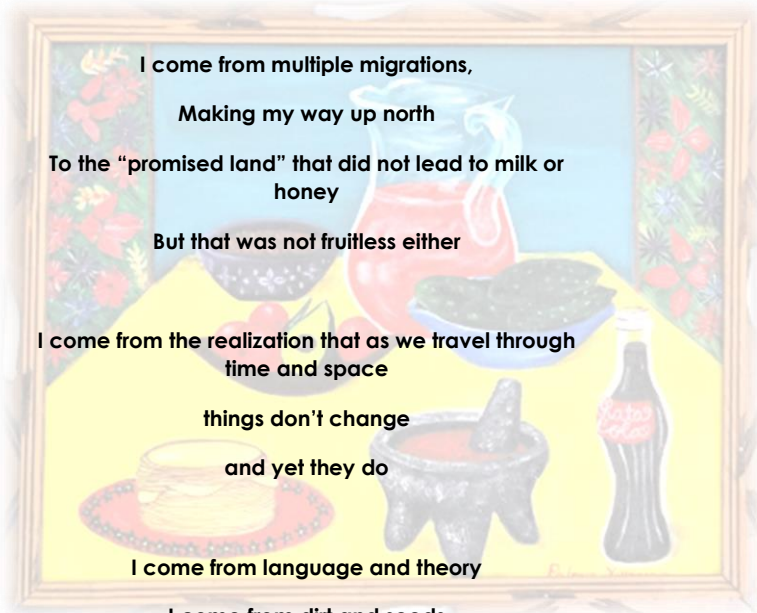 I come from multiple migrations,
Making my way up north
To the “promised land” that did not lead to milk or
honey
But that was not fruitless either
I come from the realization that as we travel through
time and space
things don’t change
and yet they do
I come from language and theory